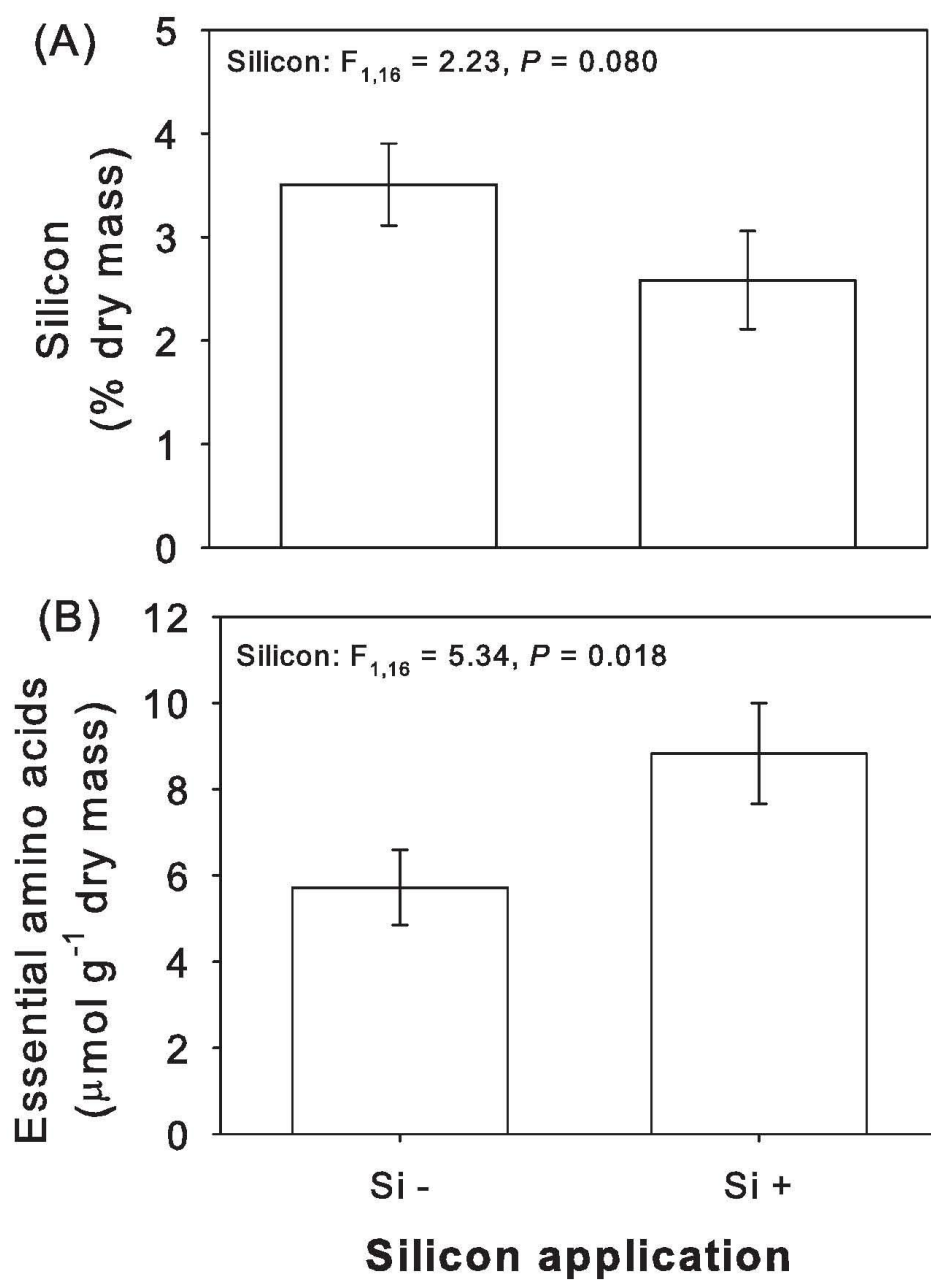 (A)
Silicon: F1,16 = 2.23, P = 0.080
Silicon
(% dry mass)
5
4
3
2
1
0
(B)
Silicon: F1,16 = 5.34, P = 0.018
Essential amino acids
(μmol g-1 dry mass)
12
10
8
6
4
2
0
Si -
Si +
Silicon application